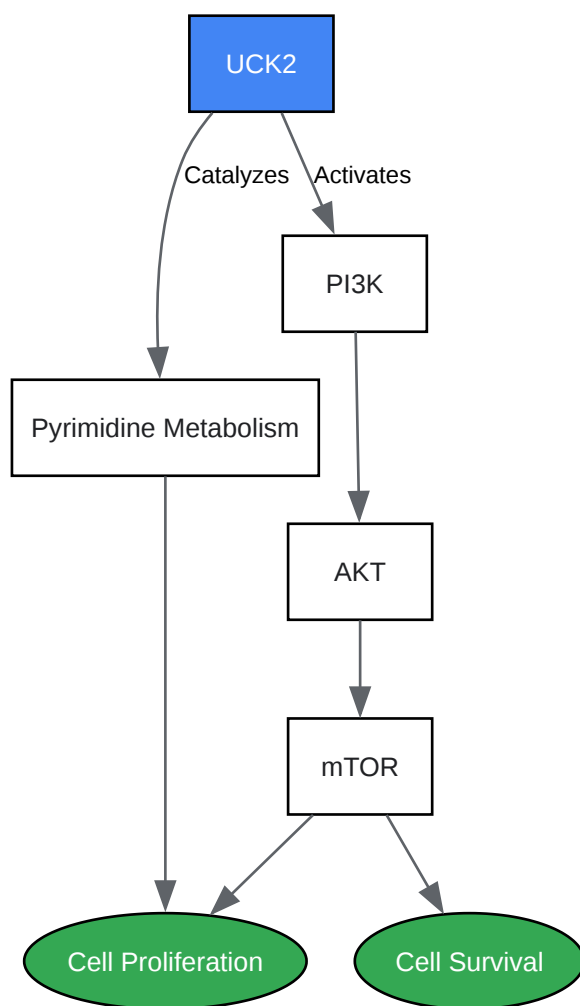 UCK2
Catalyzes
Activates
PI3K
Pyrimidine Metabolism
AKT
mTOR
Cell Proliferation
Cell Survival